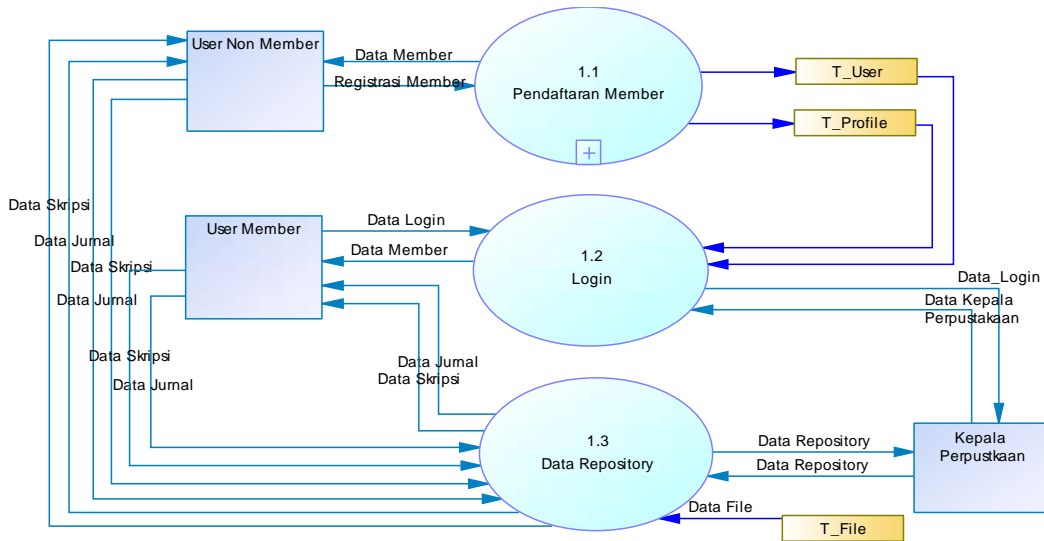 User Non Member
Data Member
Registrasi Member
1.1
Pendaftaran Member
T_User
T_Profile
Data Skripsi
Data Jurnal
Data Skripsi
Data Jurnal
Data Skripsi
Data Jurnal
User Member
Data Login
Data Member
1.2
Login
Data_Login
Data Kepala
Perpustakaan
Data Jurnal
Data Skripsi
1.3
Data Repository
Data Repository
Data Repository
Kepala
Perpustkaan
Data File
T_File